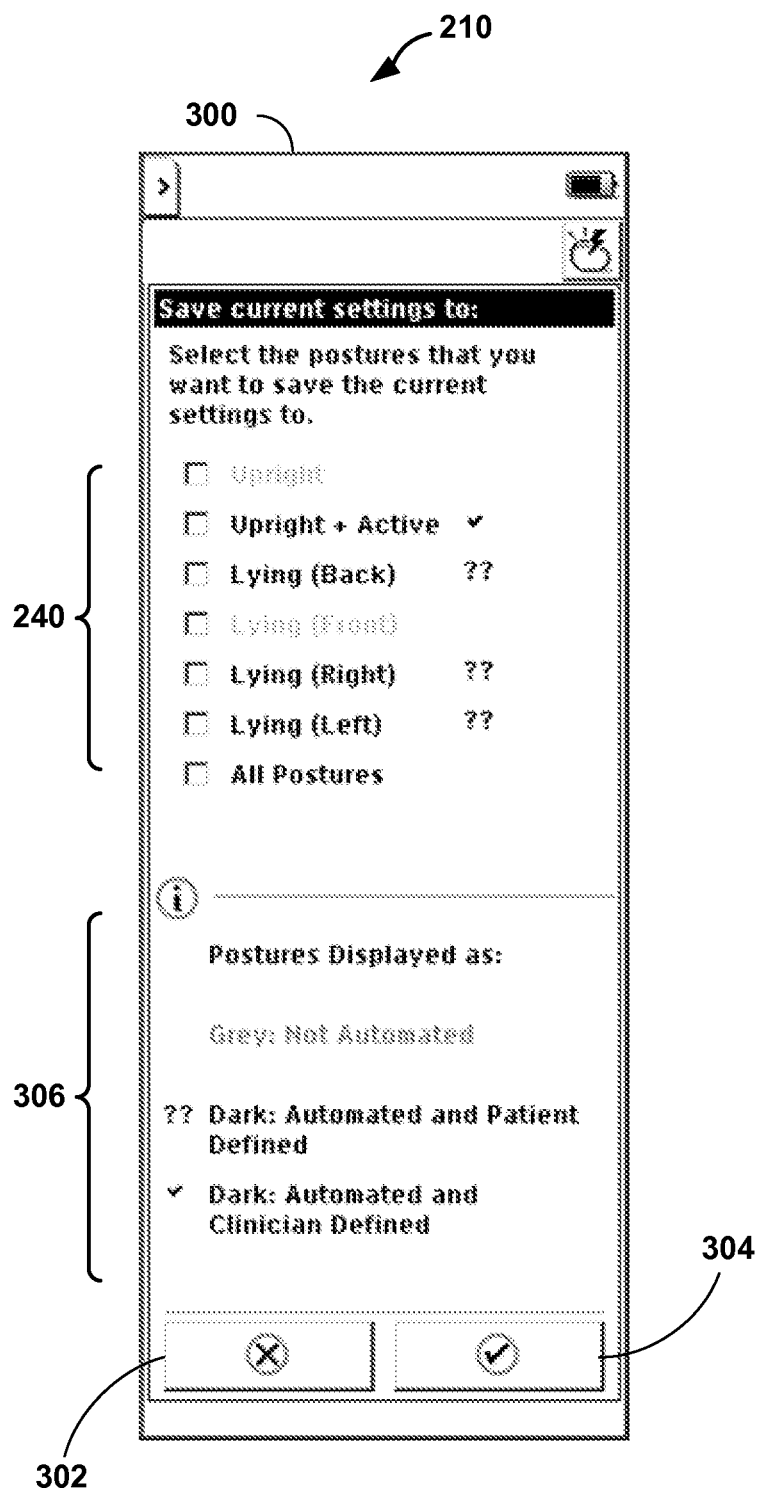 210
300
>
Save current settings to:
Select the postures that you
want to save the current
settings to.
Upright
Upright + Active ✓
Lying (Back) ??
240
Lying (Front)
Lying (Right) ??
Lying (Left) ??
All Postures
i
Postures Displayed as:
Grey: Not Automated
306
?? Dark: Automated and Patient
Defined
✓ Dark: Automated and
Clinician Defined
304
302